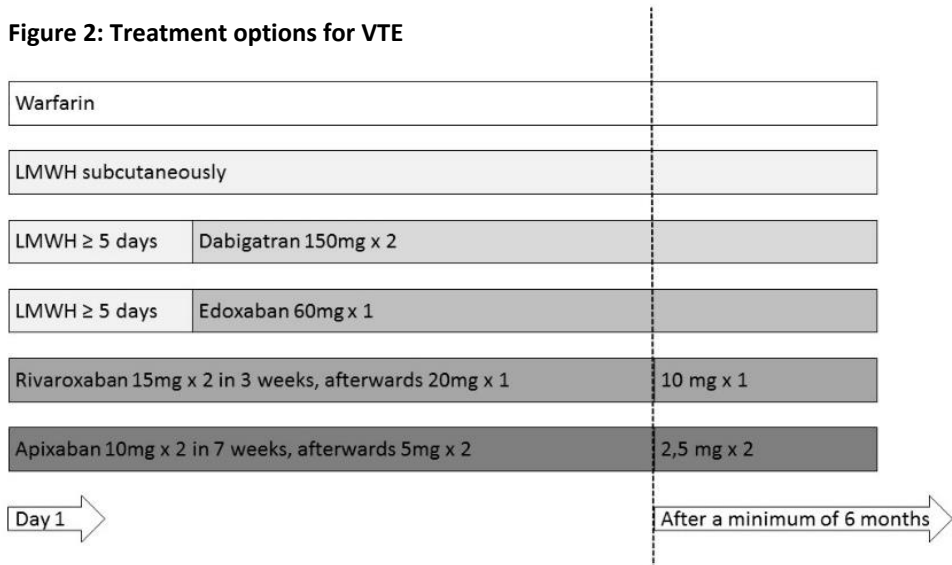 Figure 2: Treatment options for VTE
Warfarin
LMWH subcutaneously
LMWH ≥ 5 days Dabigatran 150mg x 2
LMWH ≥ 5 days Edoxaban 60mg x 1
Rivaroxaban 15mg x 2 in 3 weeks, afterwards 20mg x 1 10 mg x 1
Apixaban 10mg x 2 in 7 weeks, afterwards 5mg x 2 2,5 mg x 2
Day 1 After a minimum of 6 months